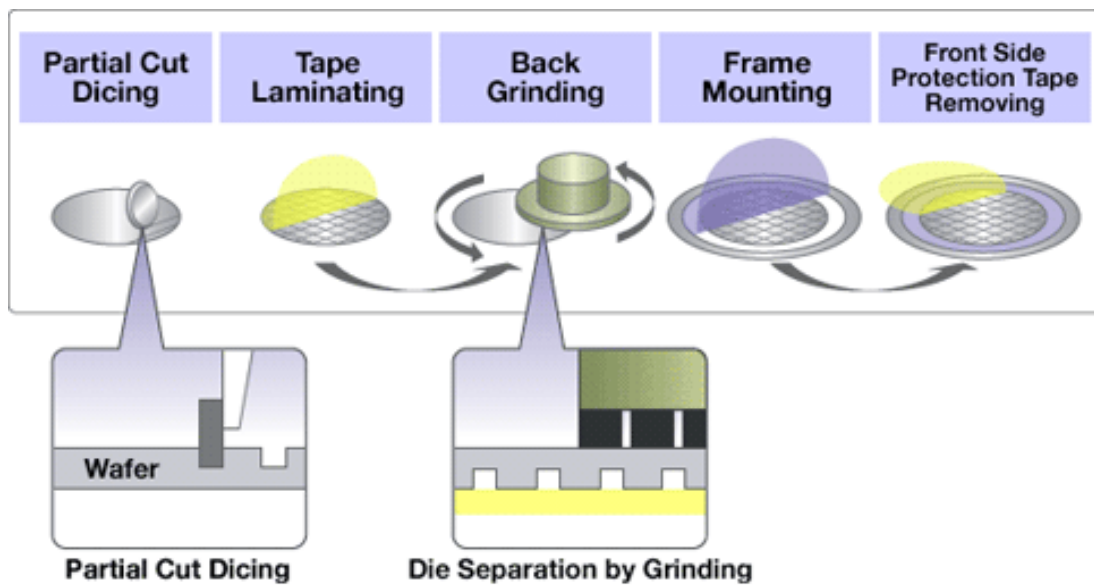 Partial Cut
Dicing
Tape
Laminating
Back
Grinding
Frame
Mounting
Front Side
Protection Tape
Removing
Wafer
Partial Cut Dicing
Die Separation by Grinding